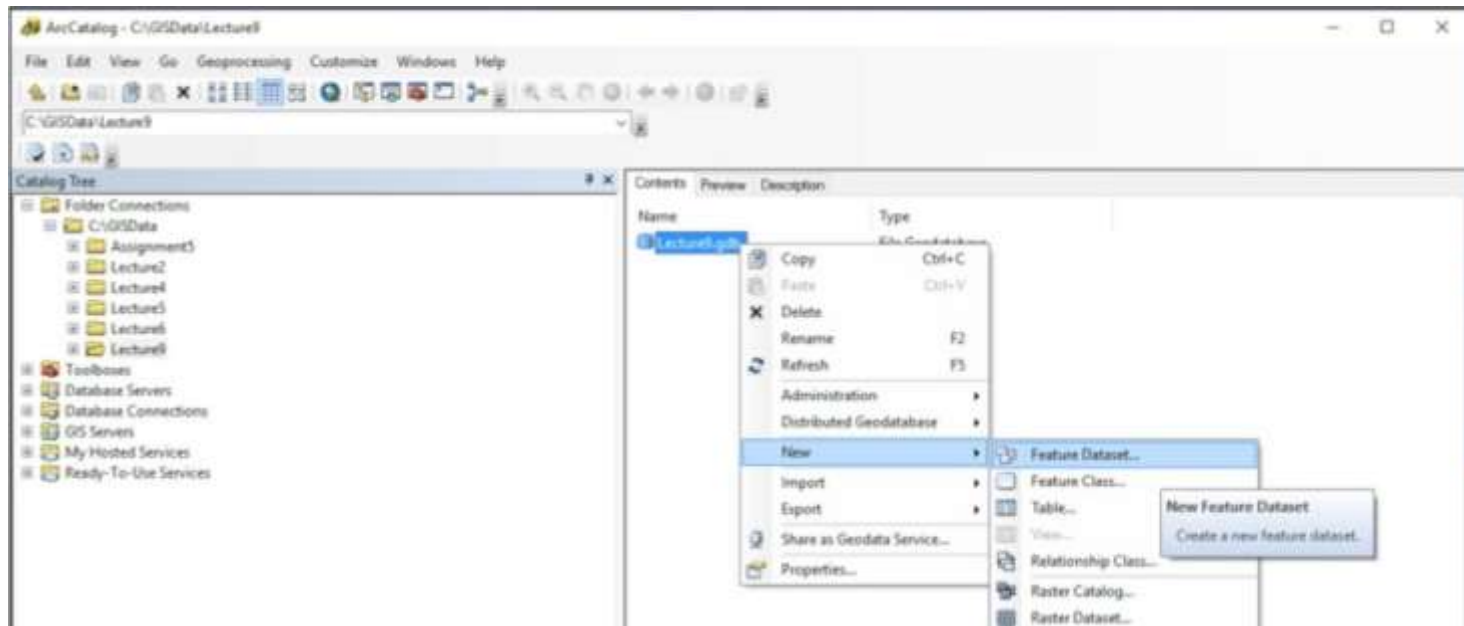 ArcCatalog - C:\GISData\Lecture9
File Edit View Go Geoprocessing Customize Windows Help
C:\GISData\Lecture9
Catalog Tree
Folder Connections
C:\GISData
Assignment5
Lecture2
Lecture4
Lecture5
Lecture6
Lecture9
Toolboxes
Database Servers
Database Connections
GIS Servers
My Hosted Services
Ready-To-Use Services
Contents Preview Description
Name Type
Lecture9.gdb File Geodatabase
Copy Ctrl+C
Paste Ctrl+V
Delete
Rename F2
Refresh F5
Administration
Distributed Geodatabase
New
Import
Export
Share as Geodata Service...
Properties...
Feature Dataset...
Feature Class...
Table...
View...
Relationship Class...
Raster Catalog...
Raster Dataset...
New Feature Dataset
Create a new feature dataset.